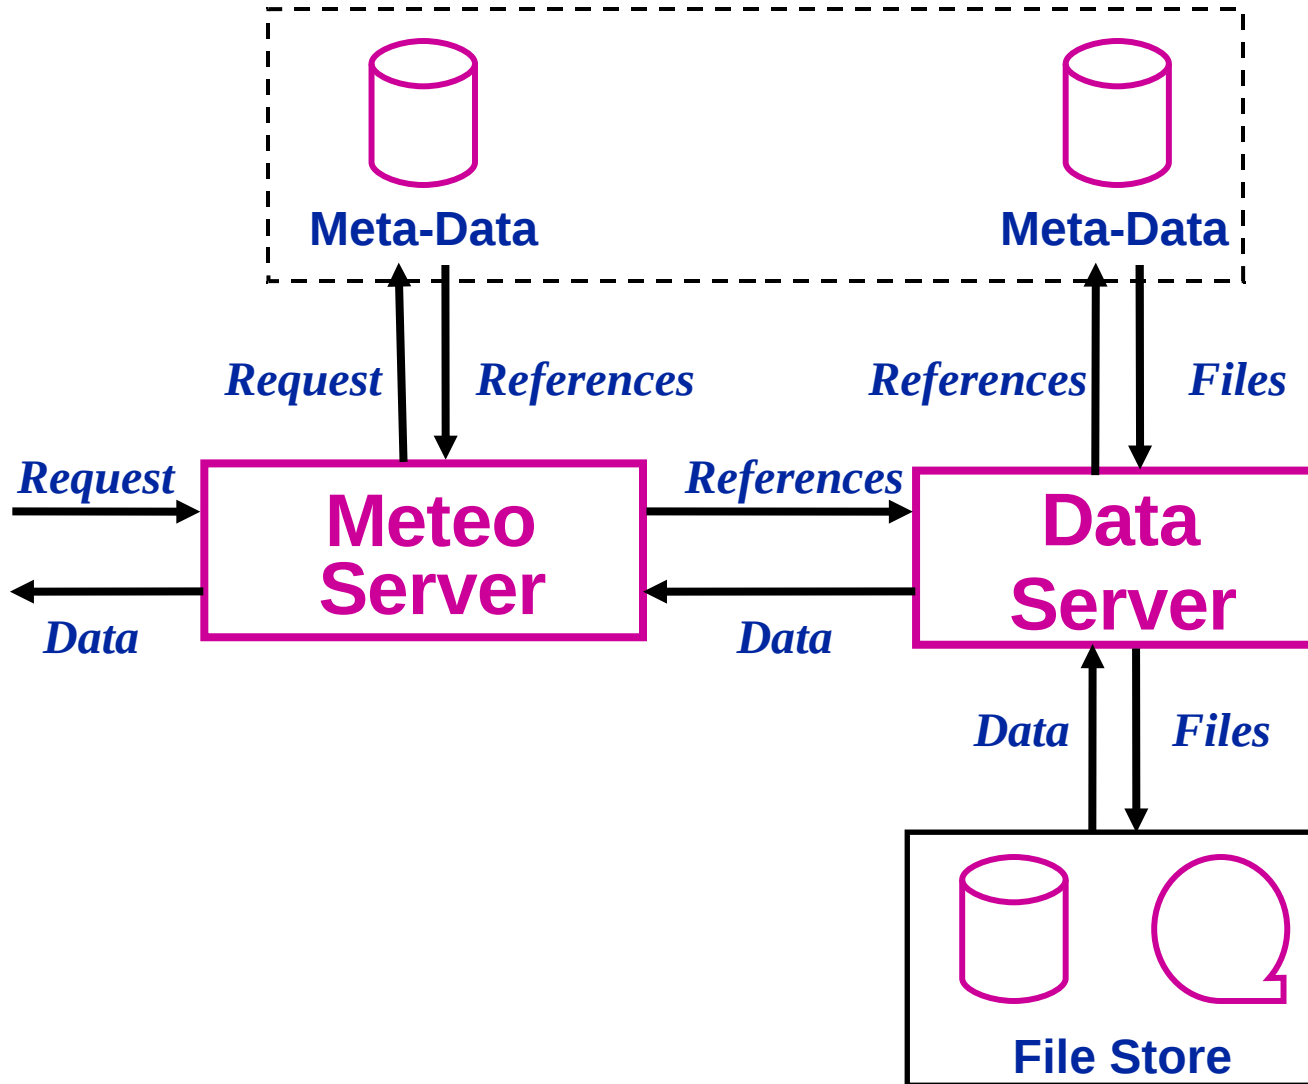 Meta-Data
Meta-Data
Request
References
References
Files
Request
References
Meteo
Server
Data
Server
Data
Data
Data
Files
File Store